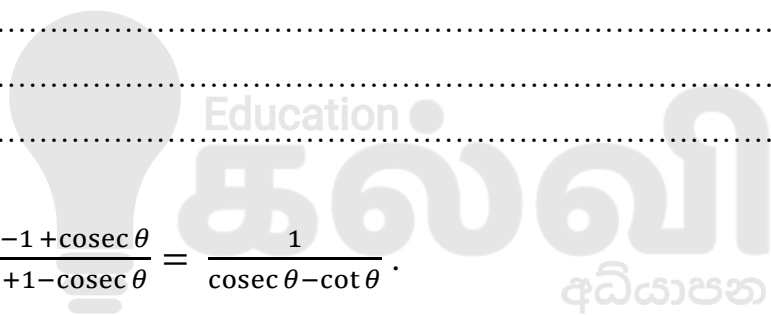 Education
கல்வி
අධ්‍යාපන
−1 +cosec θ / +1−cosec θ = 1 / cosec θ−cot θ .